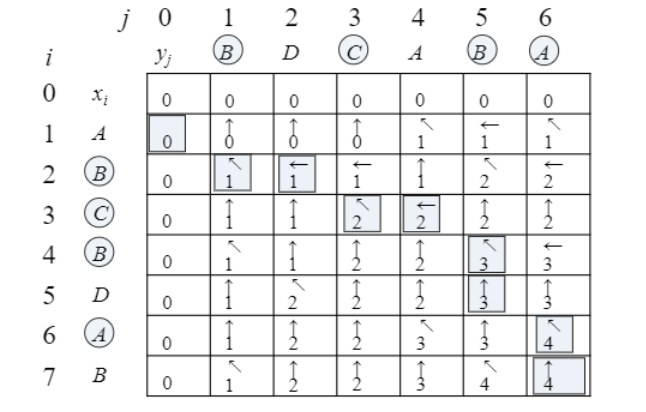 j 0 1 2 3 4 5 6
i y_j B D C A B A
0 x_i 0 0 0 0 0 0 0
1 A 0 ↑0 ↑0 ↑0 ↖1 ←1 ↖1
2 B 0 ↖1 ←1 ←1 ↑1 ↖2 ←2
3 C 0 ↑1 ↑1 ↖2 ←2 ↑2 ↑2
4 B 0 ↖1 ↑1 ↑2 ↑2 ↖3 ←3
5 D 0 ↑1 ↖2 ↑2 ↑2 ↑3 ↑3
6 A 0 ↑1 ↑2 ↑2 ↖3 ↑3 ↖4
7 B 0 ↖1 ↑2 ↑2 ↑3 ↖4 ↑4